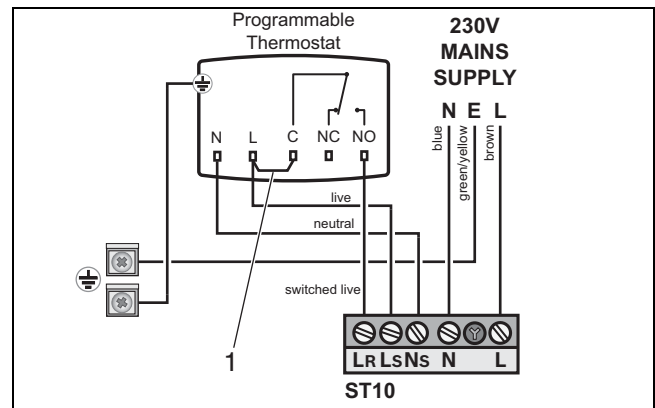 Programmable
Thermostat
230V
MAINS
SUPPLY
N E L
blue
green/yellow
brown
N L C NC NO
live
neutral
switched live
1
LR LS NS N Y L
ST10